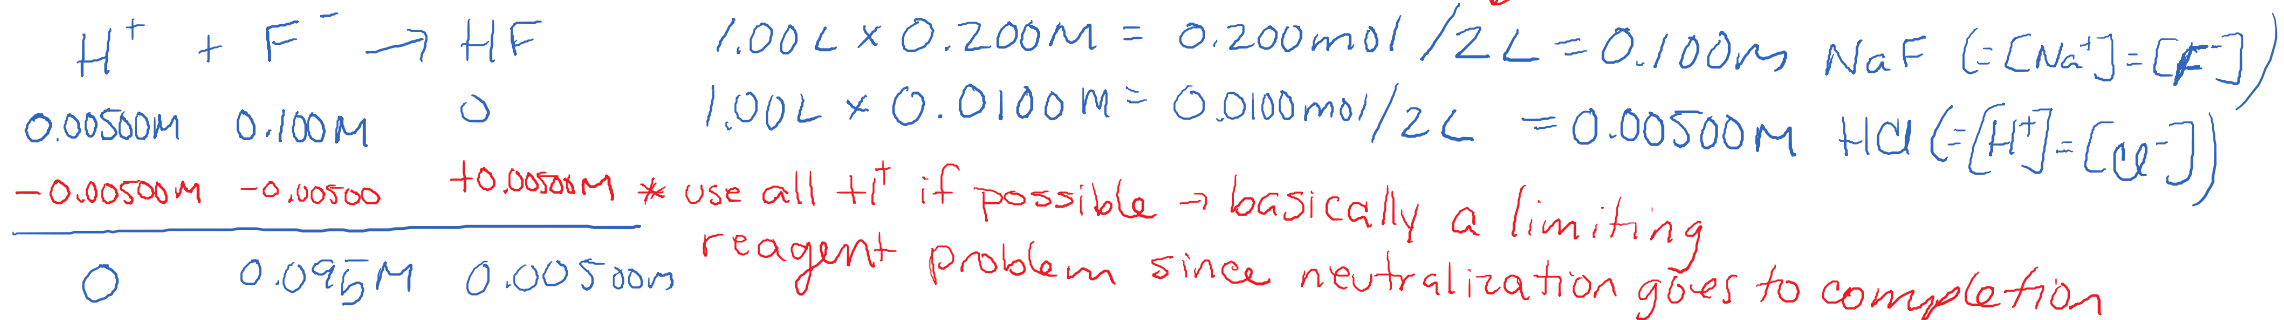 H⁺ + F⁻ → HF
0.00500M 0.100M 0
-0.00500M -0.00500 +0.00500M
0 0.095M 0.00500m
1.00L × 0.200M = 0.200mol/2L = 0.100m NaF (=[Na⁺]=[F⁻])
1.00L × 0.0100M = 0.0100mol/2L = 0.00500M HCl (=[H⁺]=[Cl⁻])
* use all H⁺ if possible → basically a limiting
reagent problem since neutralization goes to completion